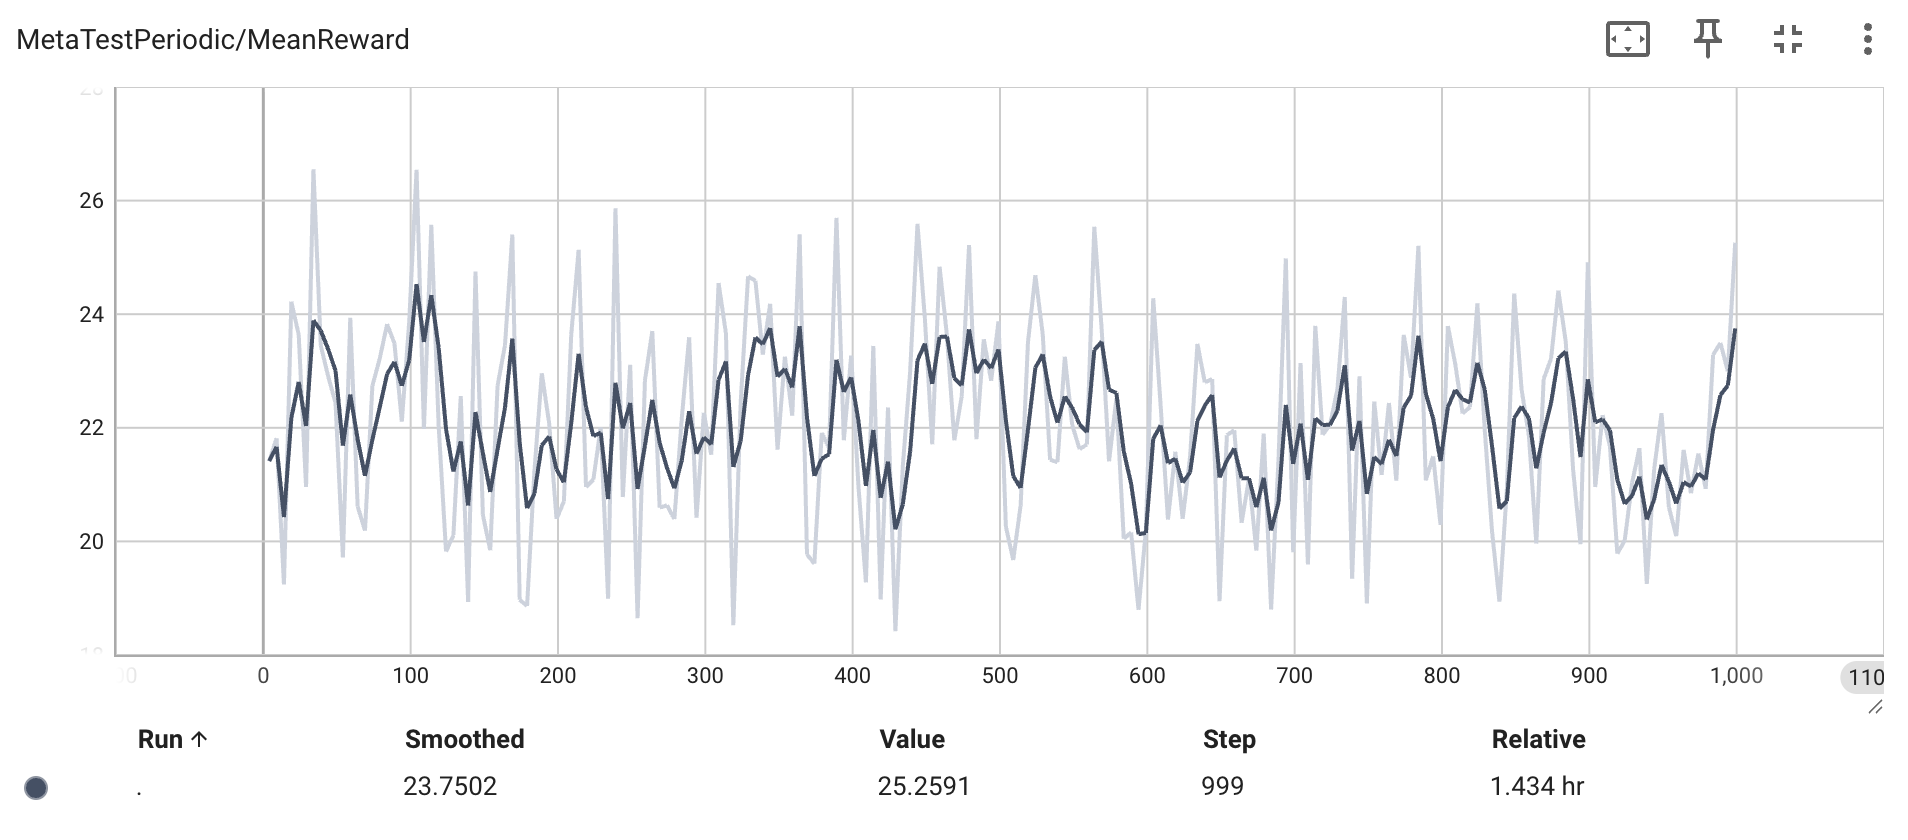 MetaTestPeriodic/MeanReward
26
24
22
20
0 100 200 300 400 500 600 700 800 900 1,000 110
Run ↑ Smoothed Value Step Relative
. 23.7502 25.2591 999 1.434 hr